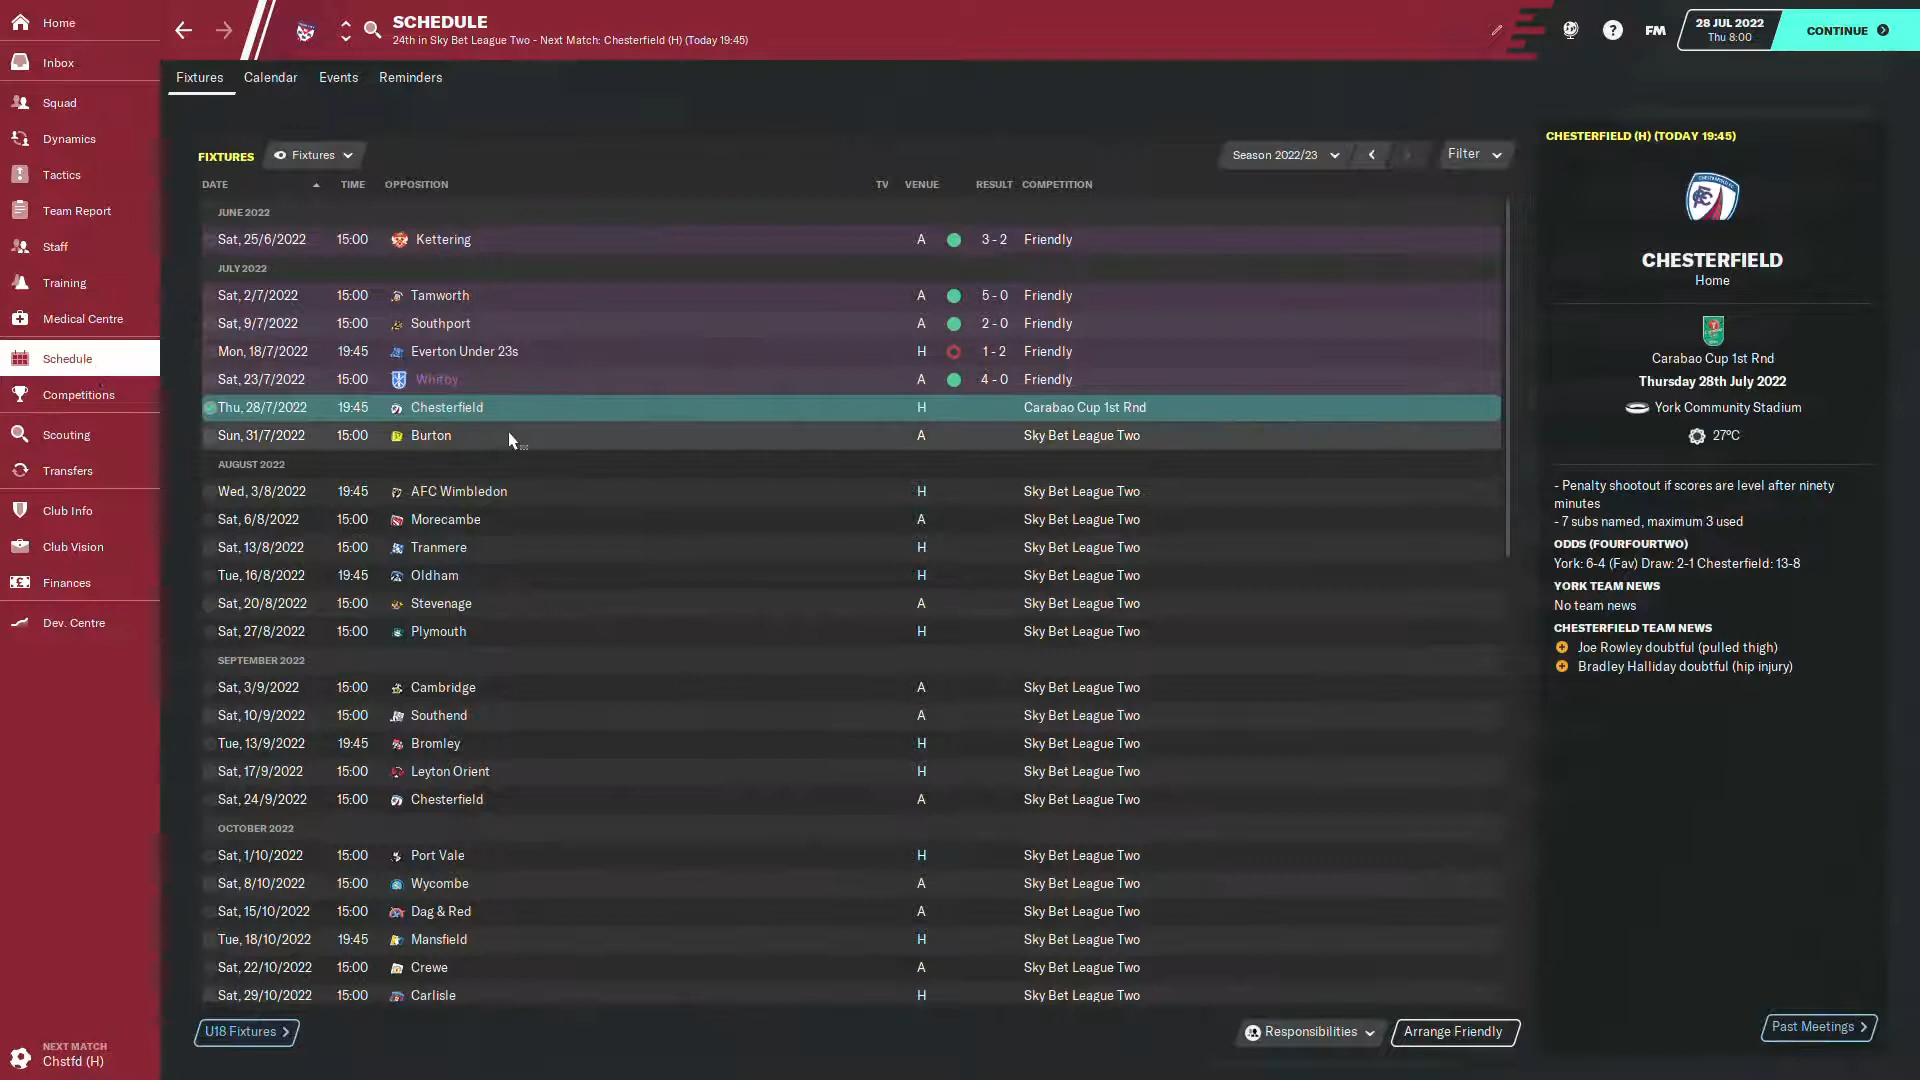 Home
Inbox
Squad
Dynamics
Tactics
Team Report
Staff
Training
Medical Centre
Schedule
Competitions
Scouting
Transfers
Club Info
Club Vision
Finances
Dev. Centre
NEXT MATCH
Chstfd (H)
SCHEDULE
24th in Sky Bet League Two - Next Match: Chesterfield (H) (Today 19:45)
FM
28 JUL 2022
Thu 8:00
CONTINUE
Fixtures Calendar Events Reminders
FIXTURES Fixtures Season 2022/23 Filter
DATE TIME OPPOSITION TV VENUE RESULT COMPETITION
JUNE 2022
Sat, 25/6/2022 15:00 Kettering A 3 - 2 Friendly
JULY 2022
Sat, 2/7/2022 15:00 Tamworth A 5 - 0 Friendly
Sat, 9/7/2022 15:00 Southport A 2 - 0 Friendly
Mon, 18/7/2022 19:45 Everton Under 23s H 1 - 2 Friendly
Sat, 23/7/2022 15:00 Whitby A 4 - 0 Friendly
Thu, 28/7/2022 19:45 Chesterfield H Carabao Cup 1st Rnd
Sun, 31/7/2022 15:00 Burton A Sky Bet League Two
AUGUST 2022
Wed, 3/8/2022 19:45 AFC Wimbledon H Sky Bet League Two
Sat, 6/8/2022 15:00 Morecambe A Sky Bet League Two
Sat, 13/8/2022 15:00 Tranmere H Sky Bet League Two
Tue, 16/8/2022 19:45 Oldham H Sky Bet League Two
Sat, 20/8/2022 15:00 Stevenage A Sky Bet League Two
Sat, 27/8/2022 15:00 Plymouth H Sky Bet League Two
SEPTEMBER 2022
Sat, 3/9/2022 15:00 Cambridge A Sky Bet League Two
Sat, 10/9/2022 15:00 Southend A Sky Bet League Two
Tue, 13/9/2022 19:45 Bromley H Sky Bet League Two
Sat, 17/9/2022 15:00 Leyton Orient H Sky Bet League Two
Sat, 24/9/2022 15:00 Chesterfield A Sky Bet League Two
OCTOBER 2022
Sat, 1/10/2022 15:00 Port Vale H Sky Bet League Two
Sat, 8/10/2022 15:00 Wycombe A Sky Bet League Two
Sat, 15/10/2022 15:00 Dag & Red A Sky Bet League Two
Tue, 18/10/2022 19:45 Mansfield H Sky Bet League Two
Sat, 22/10/2022 15:00 Crewe A Sky Bet League Two
Sat, 29/10/2022 15:00 Carlisle H Sky Bet League Two
U18 Fixtures Responsibilities Arrange Friendly
CHESTERFIELD (H) (TODAY 19:45)
CHESTERFIELD
Home
Carabao Cup 1st Rnd
Thursday 28th July 2022
York Community Stadium
27°C
- Penalty shootout if scores are level after ninety
minutes
- 7 subs named, maximum 3 used
ODDS (FOURFOURTWO)
York: 6-4 (Fav) Draw: 2-1 Chesterfield: 13-8
YORK TEAM NEWS
No team news
CHESTERFIELD TEAM NEWS
Joe Rowley doubtful (pulled thigh)
Bradley Halliday doubtful (hip injury)
Past Meetings